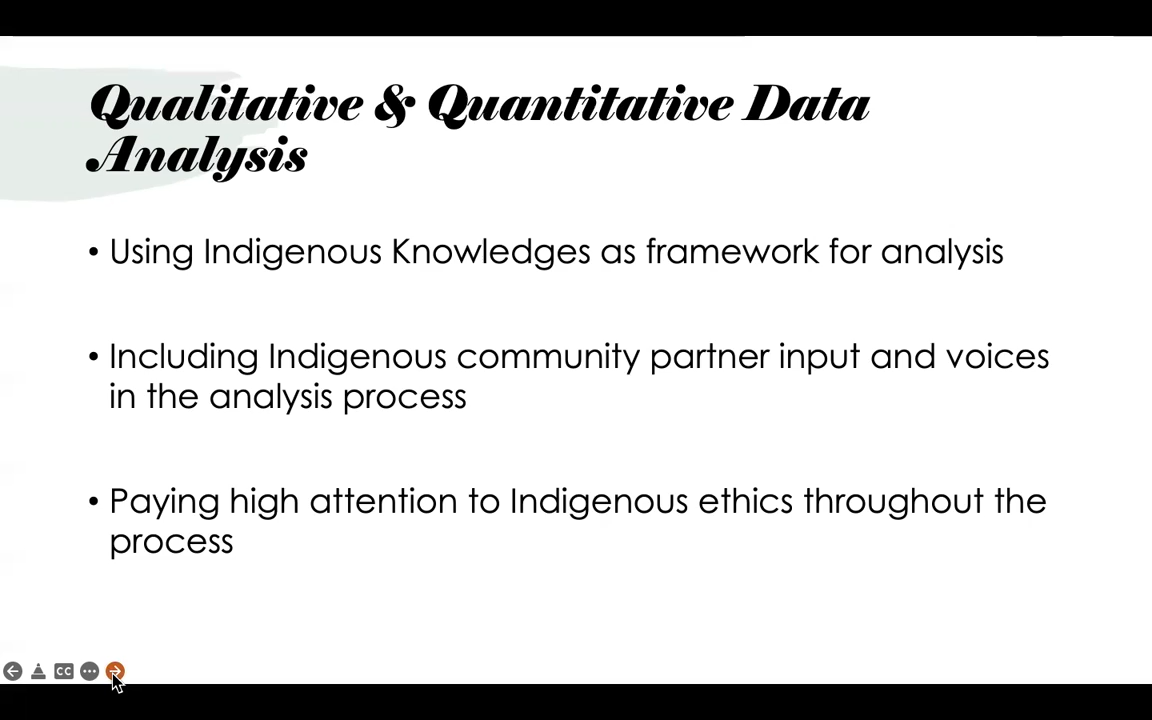 Qualitative & Quantitative Data
Analysis
• Using Indigenous Knowledges as framework for analysis
• Including Indigenous community partner input and voices
in the analysis process
• Paying high attention to Indigenous ethics throughout the
process
CC